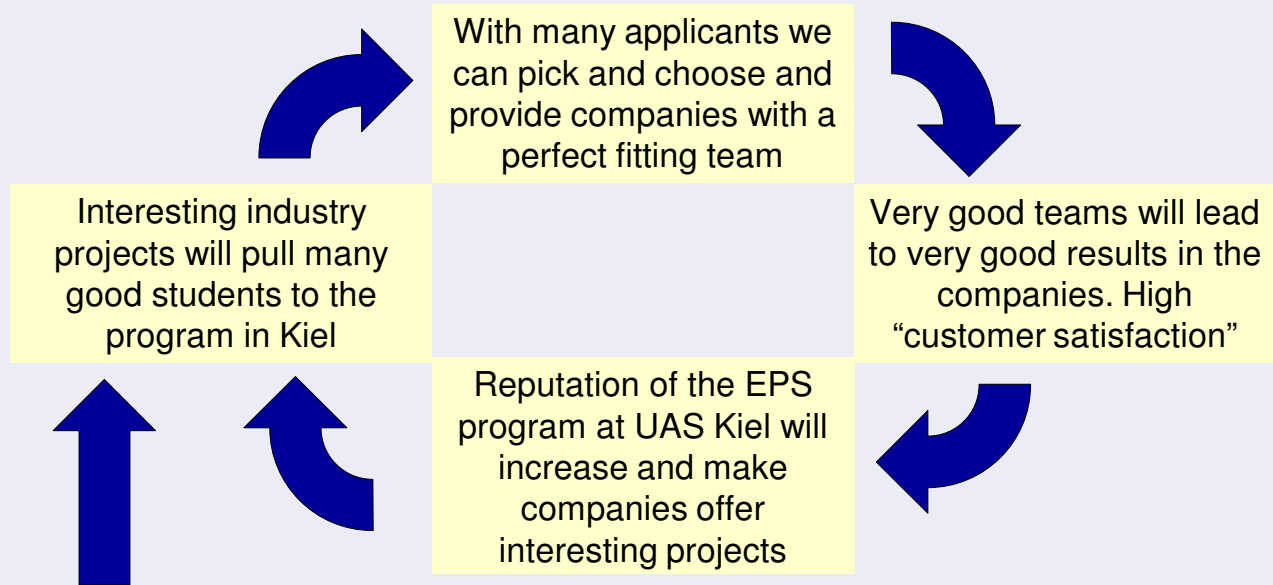 With many applicants we
can pick and choose and
provide companies with a
perfect fitting team
Interesting industry
projects will pull many
good students to the
program in Kiel
Very good teams will lead
to very good results in the
companies. High
“customer satisfaction”
Reputation of the EPS
program at UAS Kiel will
increase and make
companies offer
interesting projects